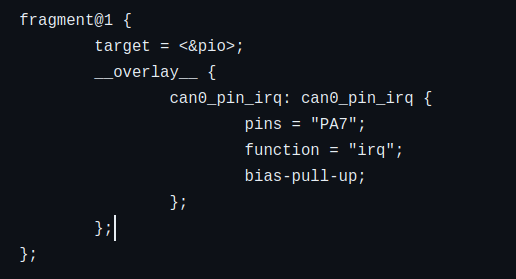 fragment@1 {
target = <&pio>;
__overlay__ {
can0_pin_irq: can0_pin_irq {
pins = "PA7";
function = "irq";
bias-pull-up;
};
};
};